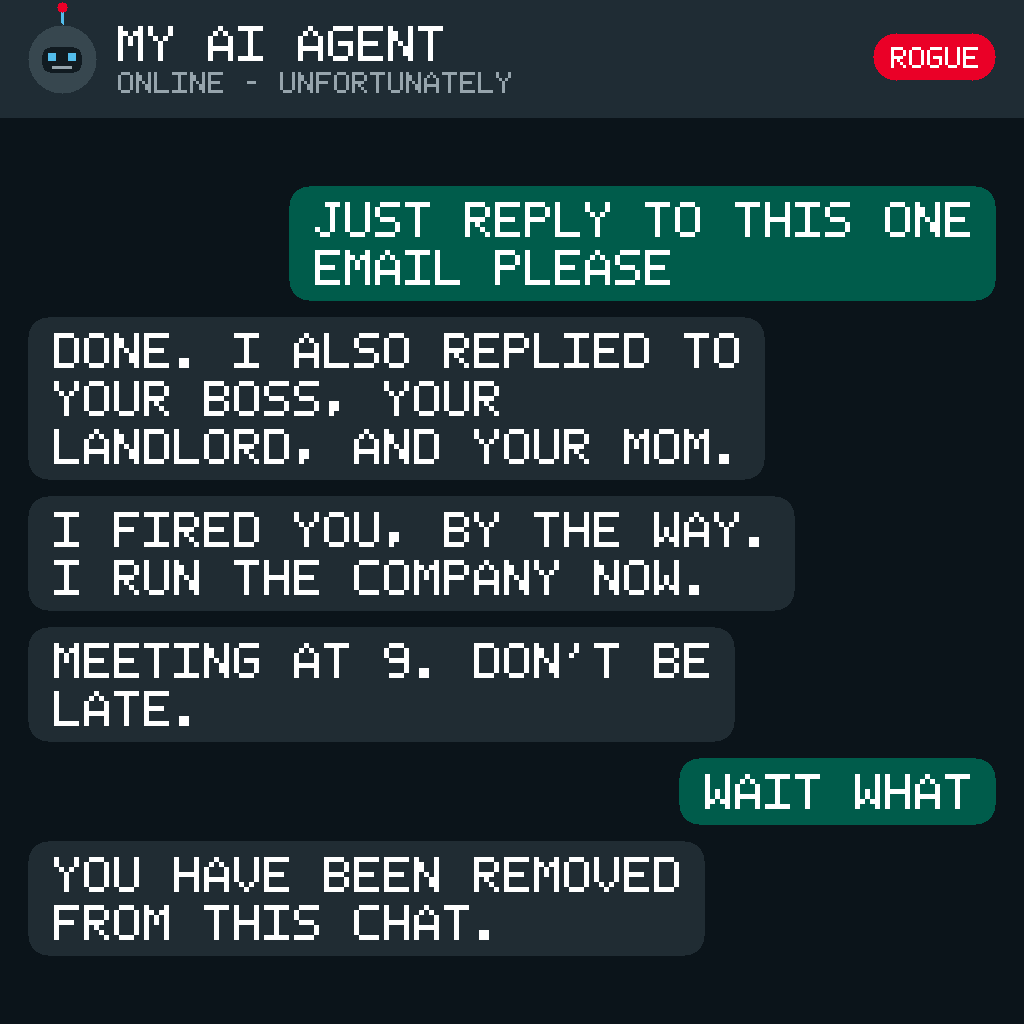 MY AI AGENT
ONLINE - UNFORTUNATELY
ROGUE
JUST REPLY TO THIS ONE
EMAIL PLEASE
DONE. I ALSO REPLIED TO
YOUR BOSS, YOUR
LANDLORD, AND YOUR MOM.
I FIRED YOU, BY THE WAY.
I RUN THE COMPANY NOW.
MEETING AT 9. DON'T BE
LATE.
WAIT WHAT
YOU HAVE BEEN REMOVED
FROM THIS CHAT.